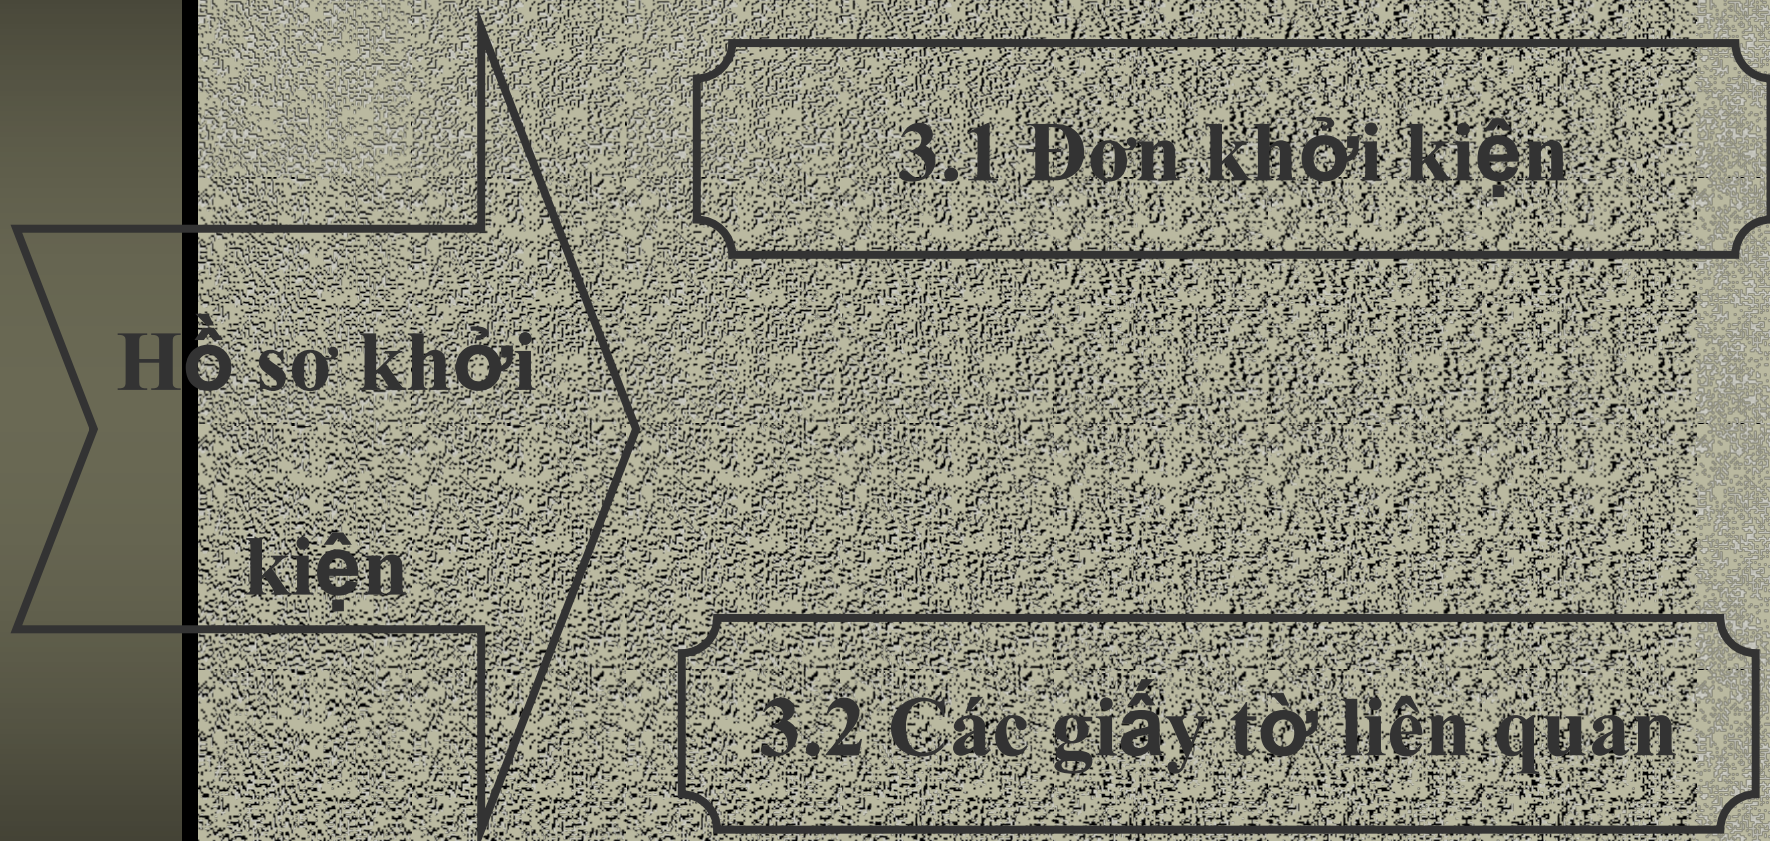 3.1 Đơn khởi kiện
Hồ sơ khởi
kiện
3.2 Các giấy tờ liên quan